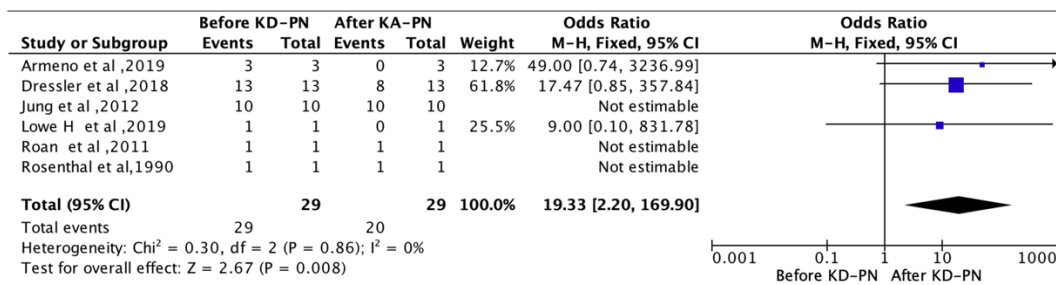 Before KD-PN After KA-PN Odds Ratio Odds Ratio
Study or Subgroup Events Total Events Total Weight M-H, Fixed, 95% CI M-H, Fixed, 95% CI
Armeno et al ,2019 3 3 0 3 12.7% 49.00 [0.74, 3236.99]
Dressler et al ,2018 13 13 8 13 61.8% 17.47 [0.85, 357.84]
Jung et al ,2012 10 10 10 10 Not estimable
Lowe H et al ,2019 1 1 0 1 25.5% 9.00 [0.10, 831.78]
Roan et al ,2011 1 1 1 1 Not estimable
Rosenthal et al,1990 1 1 1 1 Not estimable
Total (95% CI) 29 29 100.0% 19.33 [2.20, 169.90]
Total events 29 20
Heterogeneity: Chi² = 0.30, df = 2 (P = 0.86); I² = 0%
Test for overall effect: Z = 2.67 (P = 0.008)
0.001 0.1 1 10 1000
Before KD-PN After KD-PN